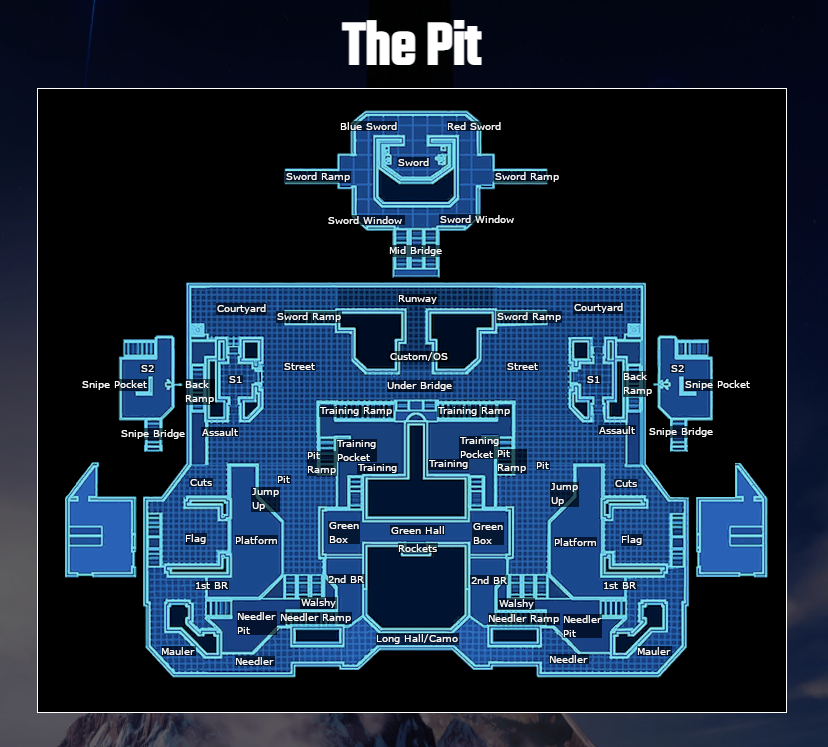 The Pit
Blue Sword
Red Sword
Sword
Sword Ramp
Sword Ramp
Sword Window
Sword Window
Mid Bridge
Runway
Courtyard
Courtyard
Sword Ramp
Sword Ramp
Custom/OS
Street
Street
S2
S1
S1
S2
Snipe Pocket
Back
Ramp
Under Bridge
Back
Ramp
Snipe Pocket
Training Ramp
Training Ramp
Snipe Bridge
Assault
Assault
Snipe Bridge
Training
Pocket
Training
Pocket
Pit
Ramp
Pit
Ramp
Training
Training
Pit
Pit
Cuts
Cuts
Jump
Up
Jump
Up
Green
Box
Green Hall
Green
Box
Flag
Platform
Platform
Flag
Rockets
1st BR
2nd BR
2nd BR
1st BR
Walshy
Walshy
Needler
Pit
Needler Ramp
Needler Ramp
Needler
Pit
Long Hall/Camo
Mauler
Needler
Needler
Mauler